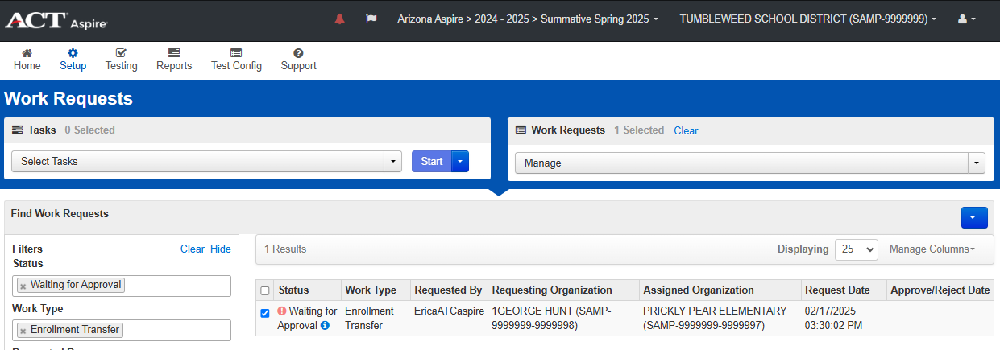 ACT Aspire
Arizona Aspire > 2024 - 2025 > Summative Spring 2025
TUMBLEWEED SCHOOL DISTRICT (SAMP-9999999)
Home
Setup
Testing
Reports
Test Config
Support
Work Requests
Tasks 0 Selected
Select Tasks
Start
Work Requests 1 Selected Clear
Manage
Find Work Requests
Filters Clear Hide
Status
× Waiting for Approval
Work Type
× Enrollment Transfer
1 Results
Displaying 25 Manage Columns
Status Work Type Requested By Requesting Organization Assigned Organization Request Date Approve/Reject Date
Waiting for Enrollment EricaATCaspire 1GEORGE HUNT (SAMP- PRICKLY PEAR ELEMENTARY 02/17/2025
Approval Transfer 9999999-9999998) (SAMP-9999999-9999997) 03:30:02 PM